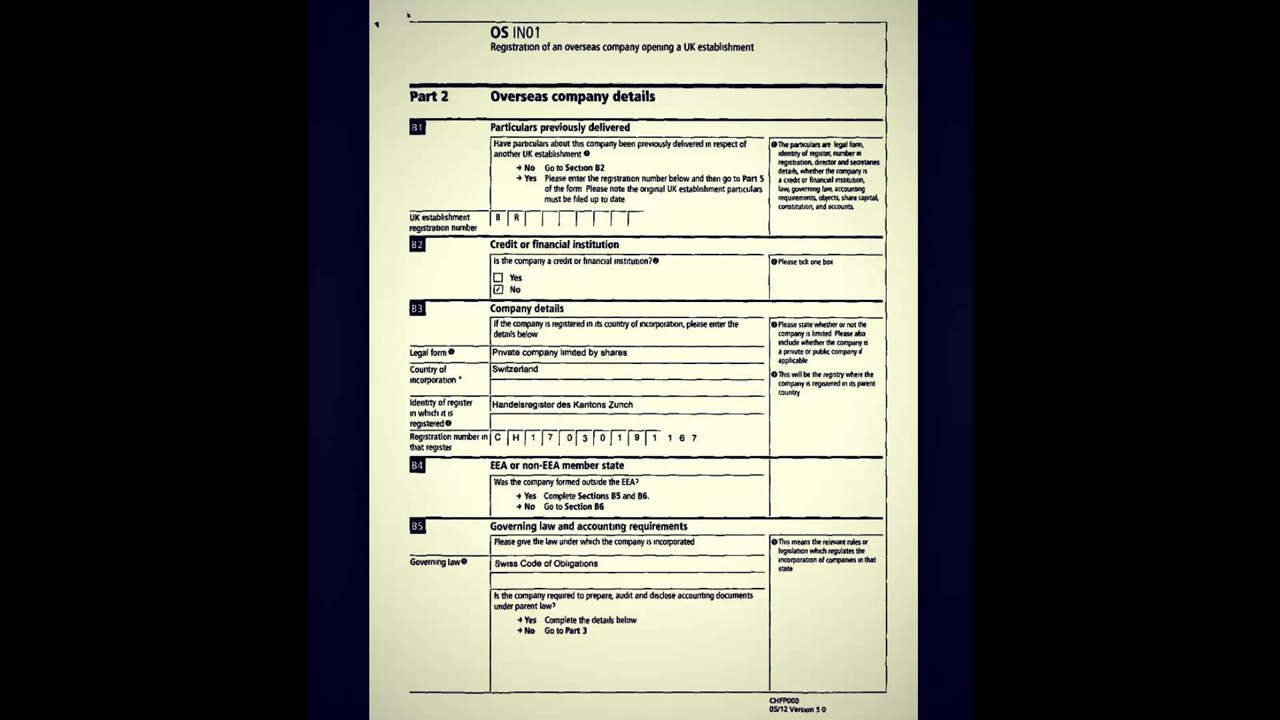 OS IN01
Registration of an overseas company opening a UK establishment
Part 2 Overseas company details
B1 Particulars previously delivered
Have particulars about this company been previously delivered in respect of
another UK establishment ❶
→ No Go to Section B2
→ Yes Please enter the registration number below and then go to Part 5
of the form Please note the original UK establishment particulars
must be filed up to date
❶ The particulars are legal form,
identity of register, number in
registration, director and secretaries
details, whether the company is
a credit or financial institution,
law, governing law, accounting
requirements, objects, share capital,
constitution, and accounts.
UK establishment
registration number
B R
B2 Credit or financial institution
Is the company a credit or financial institution? ❷
Yes
✓ No
❷ Please tick one box
B3 Company details
If the company is registered in its country of incorporation, please enter the
details below
Legal form ❸ Private company limited by shares
Country of
incorporation *
Switzerland
Identity of register
in which it is
registered ❹
Handelsregister des Kantons Zurich
Registration number in
that register
C H 1 7 0 3 0 1 9 1 1 6 7
❸ Please state whether or not the
company is limited Please also
include whether the company is
a private or public company if
applicable
❹ This will be the registry where the
company is registered in its parent
country
B4 EEA or non-EEA member state
Was the company formed outside the EEA?
→ Yes Complete Sections B5 and B6.
→ No Go to Section B6
B5 Governing law and accounting requirements
Please give the law under which the company is incorporated
Governing law ❺ Swiss Code of Obligations
Is the company required to prepare, audit and disclose accounting documents
under parent law?
→ Yes Complete the details below
→ No Go to Part 3
❺ This means the relevant rules or
legislation which regulates the
incorporation of companies in that
state
CHFP000
05/12 Version 5 0